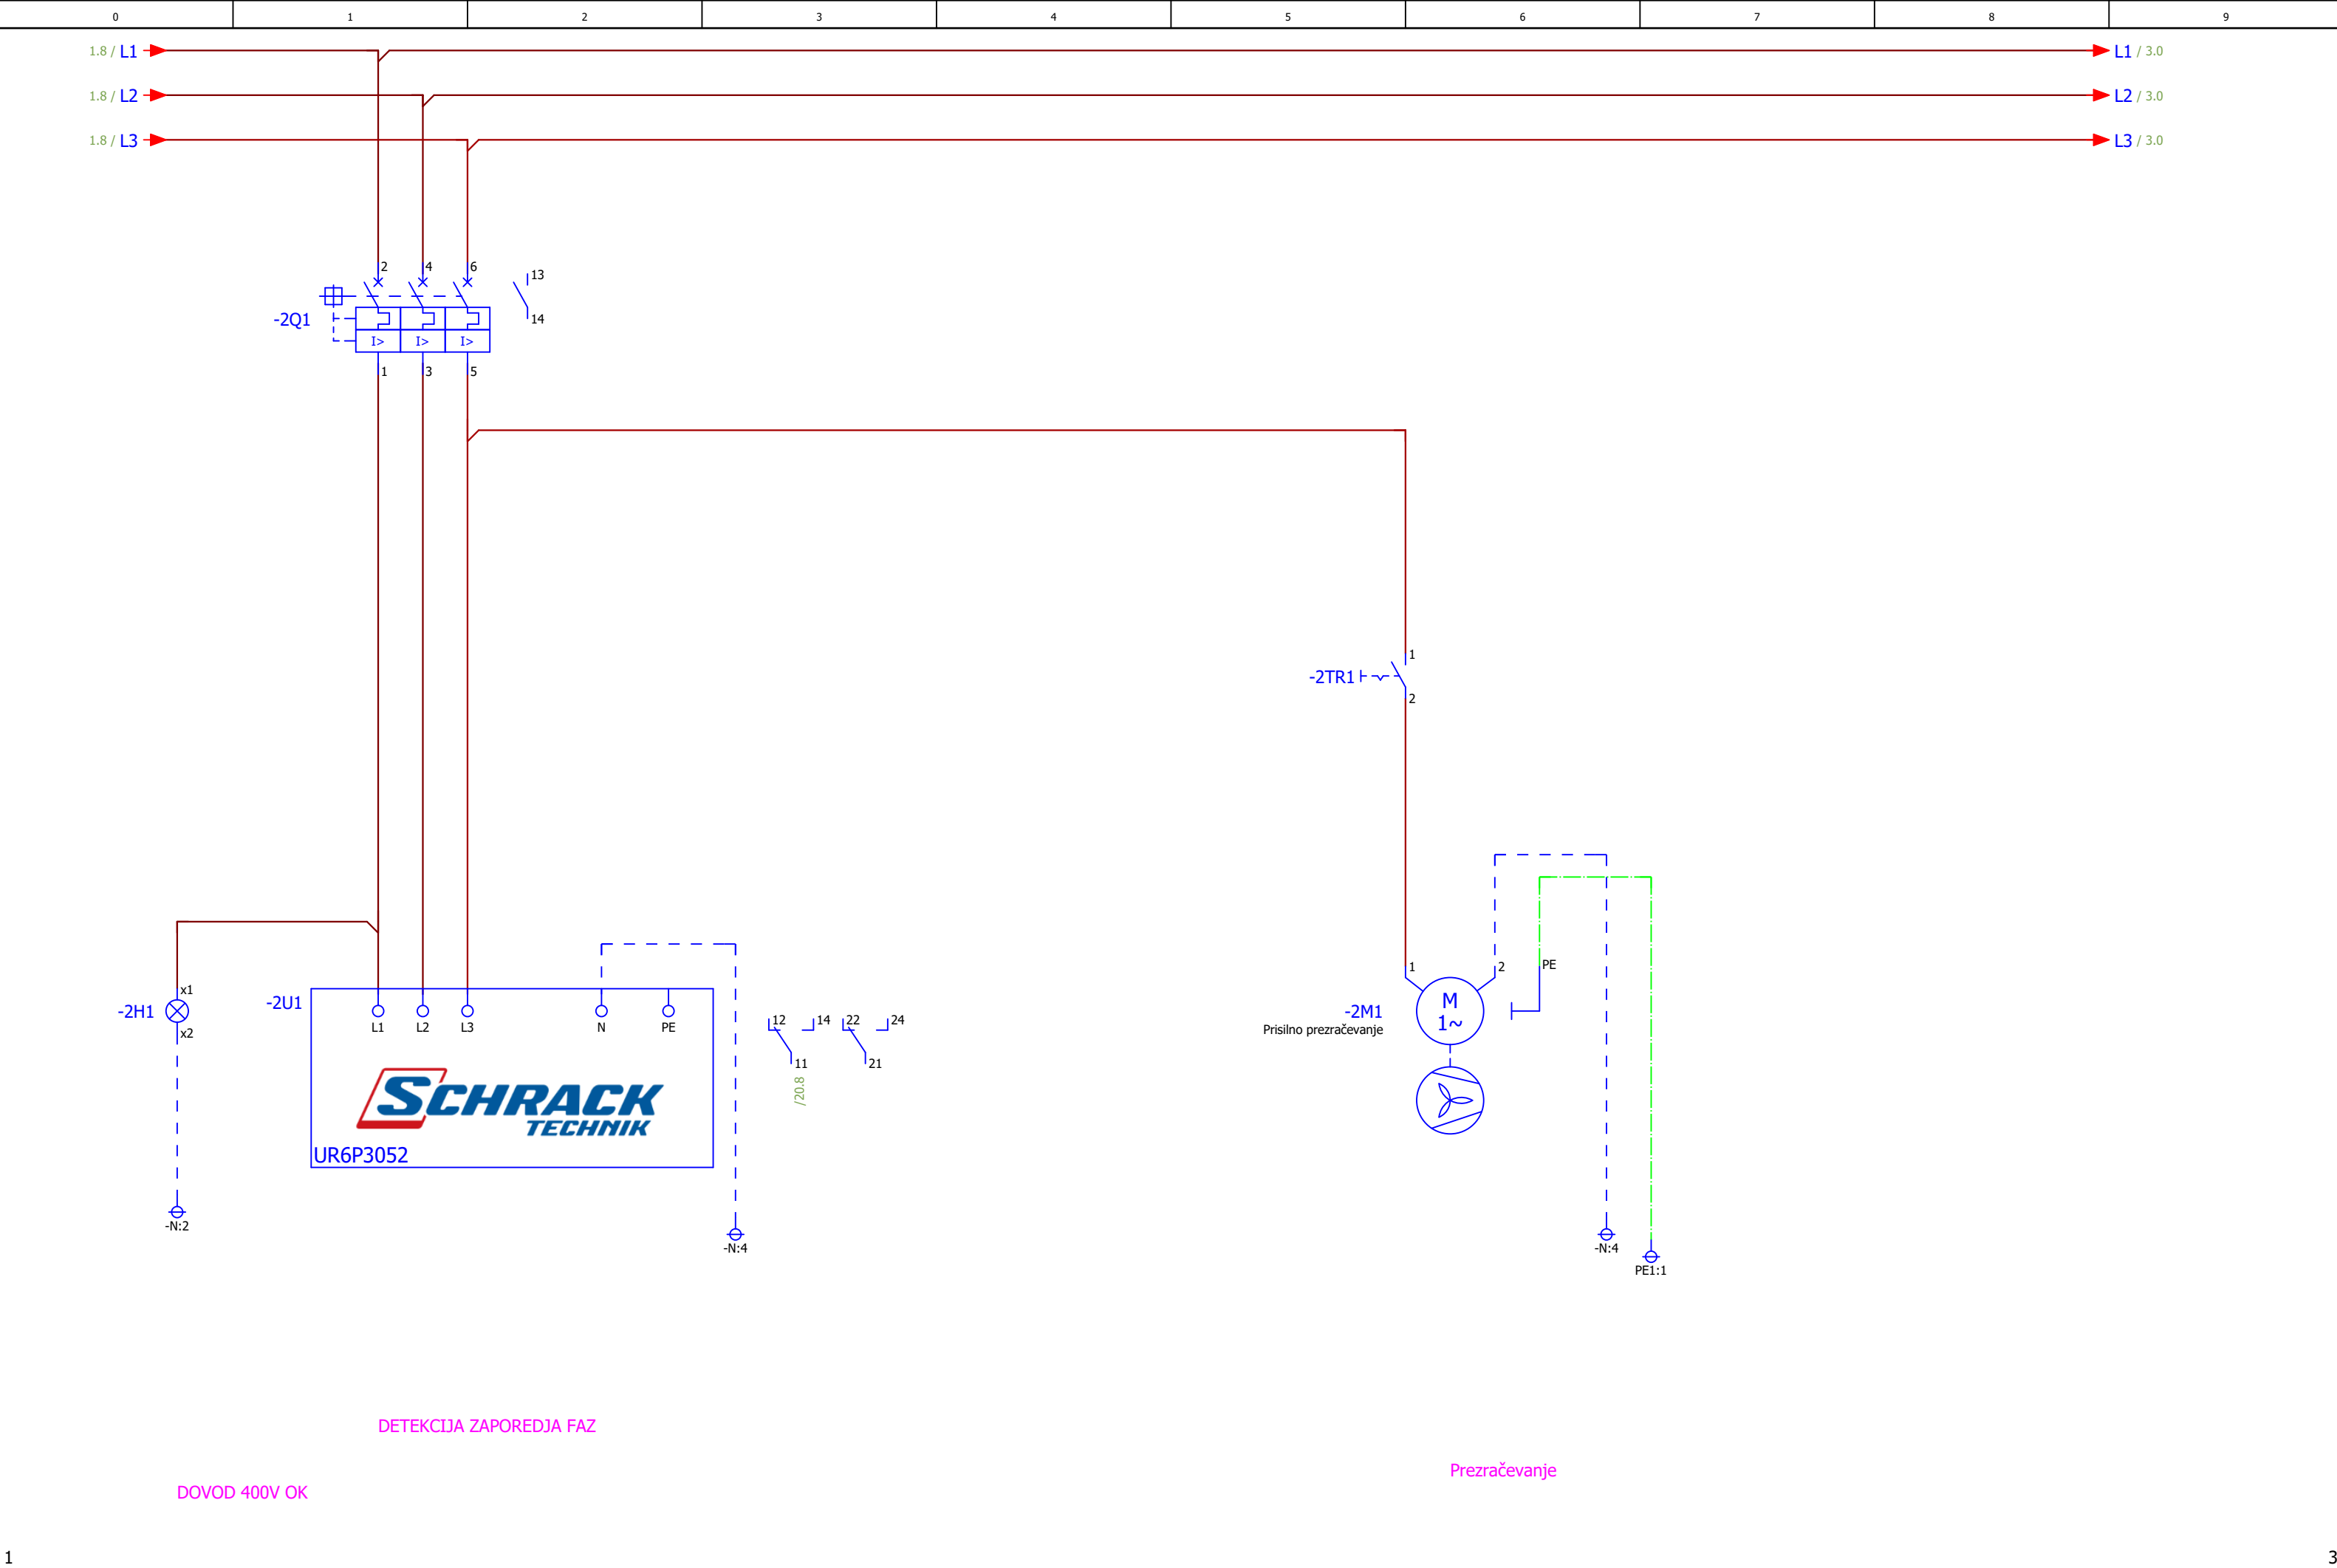 0 1 2 3 4 5 6 7 8 9
1.8 / L1 L1 / 3.0
1.8 / L2 L2 / 3.0
1.8 / L3 L3 / 3.0
2 4 6 13
-2Q1 14
I> I> I>
1 3 5
1
-2TR1
2
1 2 PE
-2H1 x1
x2
-2U1
L1 L2 L3 N PE
12 14 22 24
11 21
/20.8
-2M1
Prisilno prezračevanje
M
1~
SCHRACK
TECHNIK
UR6P3052
-N:2
-N:4
-N:4
PE1:1
DETEKCIJA ZAPOREDJA FAZ
Prezračevanje
DOVOD 400V OK
1 3